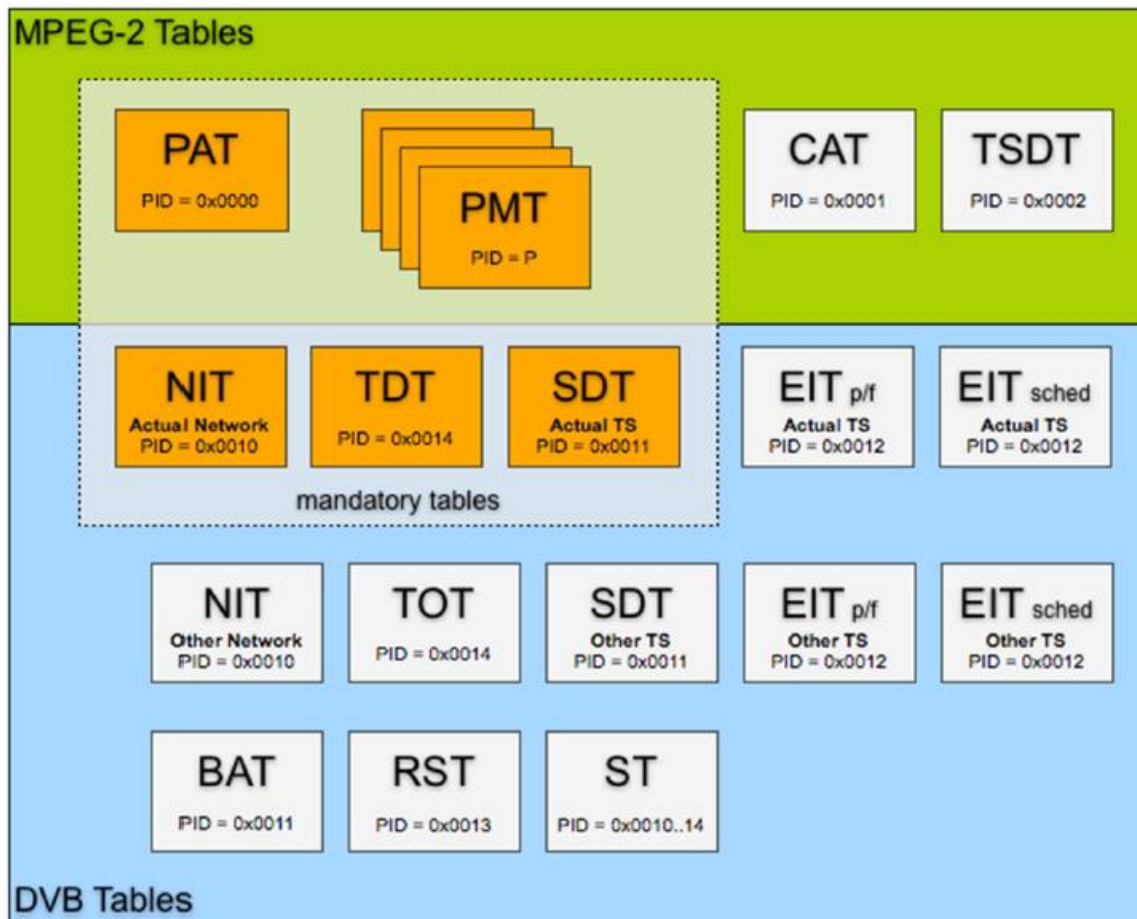 MPEG-2 Tables
PAT
PID = 0x0000
PMT
PID = P
CAT
PID = 0x0001
TSDT
PID = 0x0002
NIT
Actual Network
PID = 0x0010
TDT
PID = 0x0014
SDT
Actual TS
PID = 0x0011
EIT p/f
Actual TS
PID = 0x0012
EIT sched
Actual TS
PID = 0x0012
mandatory tables
NIT
Other Network
PID = 0x0010
TOT
PID = 0x0014
SDT
Other TS
PID = 0x0011
EIT p/f
Other TS
PID = 0x0012
EIT sched
Other TS
PID = 0x0012
BAT
PID = 0x0011
RST
PID = 0x0013
ST
PID = 0x0010..14
DVB Tables